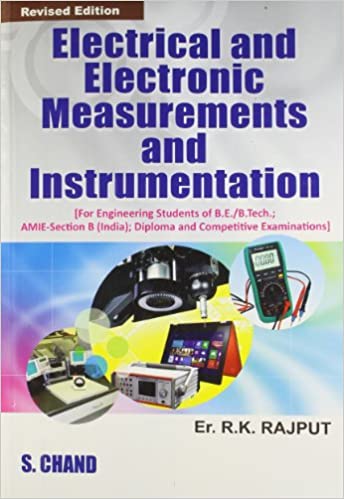 Revised Edition
Electrical and
Electronic
Measurements
and
Instrumentation
[For Engineering Students of B.E./B.Tech.;
AMIE-Section B (India); Diploma and Competitive Examinations]
Er. R.K. RAJPUT
S. CHAND